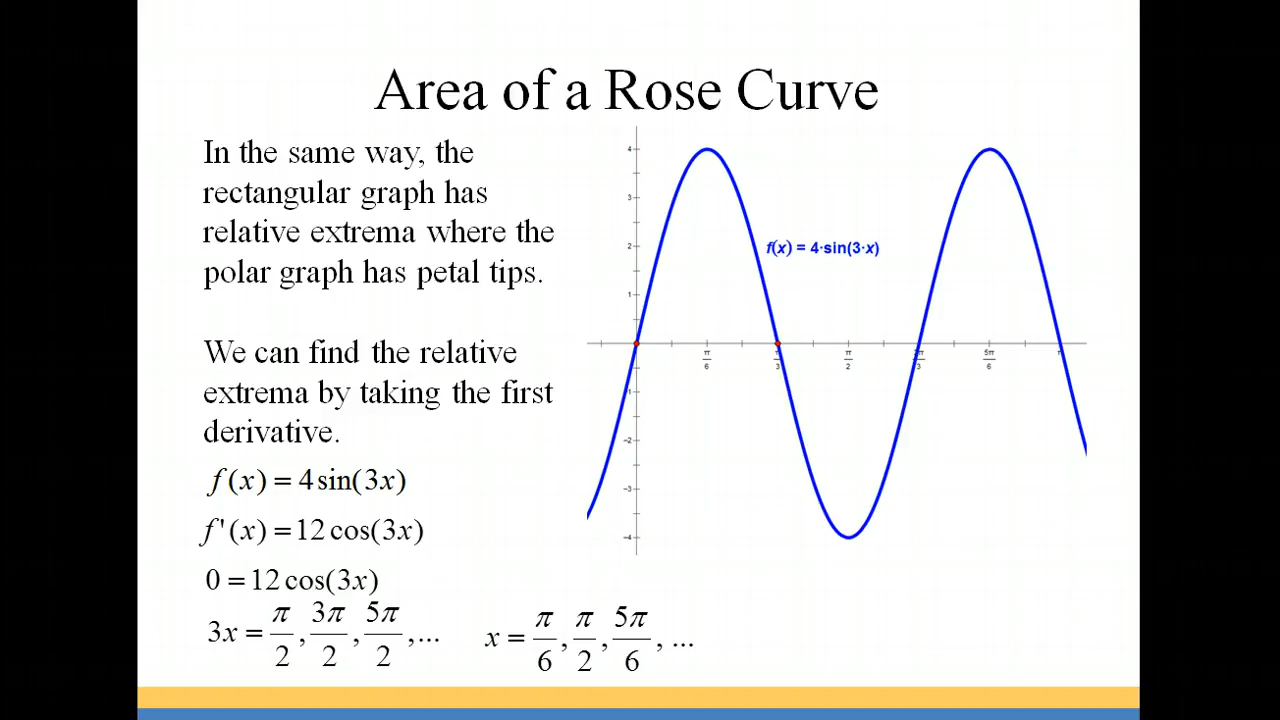 Area of a Rose Curve
In the same way, the
rectangular graph has
relative extrema where the
polar graph has petal tips.
We can find the relative
extrema by taking the first
derivative.
f(x) = 4sin(3x)
f'(x) = 12cos(3x)
0 = 12cos(3x)
3x = π/2, 3π/2, 5π/2, ...
x = π/6, π/2, 5π/6, ...
f(x) = 4·sin(3·x)
4
3
2
1
-2
-3
-4
π/6
π/3
π/2
5π/6
π